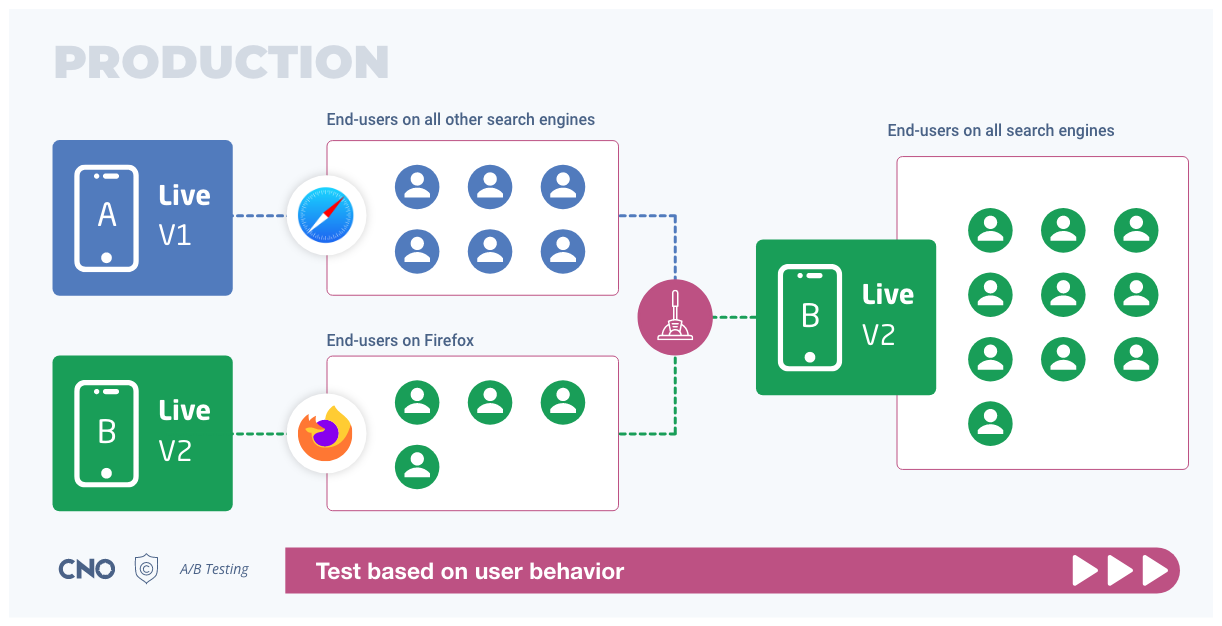 PRODUCTION
End-users on all other search engines
A
Live
V1
End-users on Firefox
B
Live
V2
End-users on all search engines
B
Live
V2
CNO
©
A/B Testing
Test based on user behavior